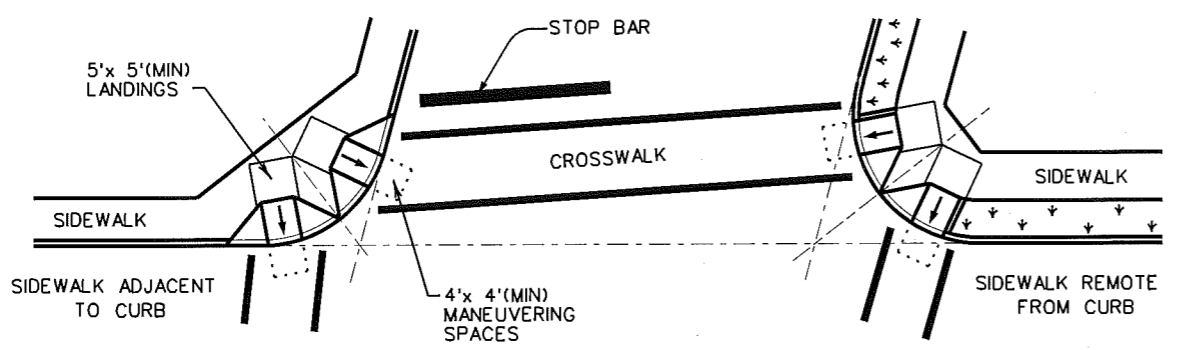 STOP BAR
5'x 5'(MIN)
LANDINGS
CROSSWALK
SIDEWALK
SIDEWALK
SIDEWALK ADJACENT
TO CURB
4'x 4'(MIN)
MANEUVERING
SPACES
SIDEWALK REMOTE
FROM CURB